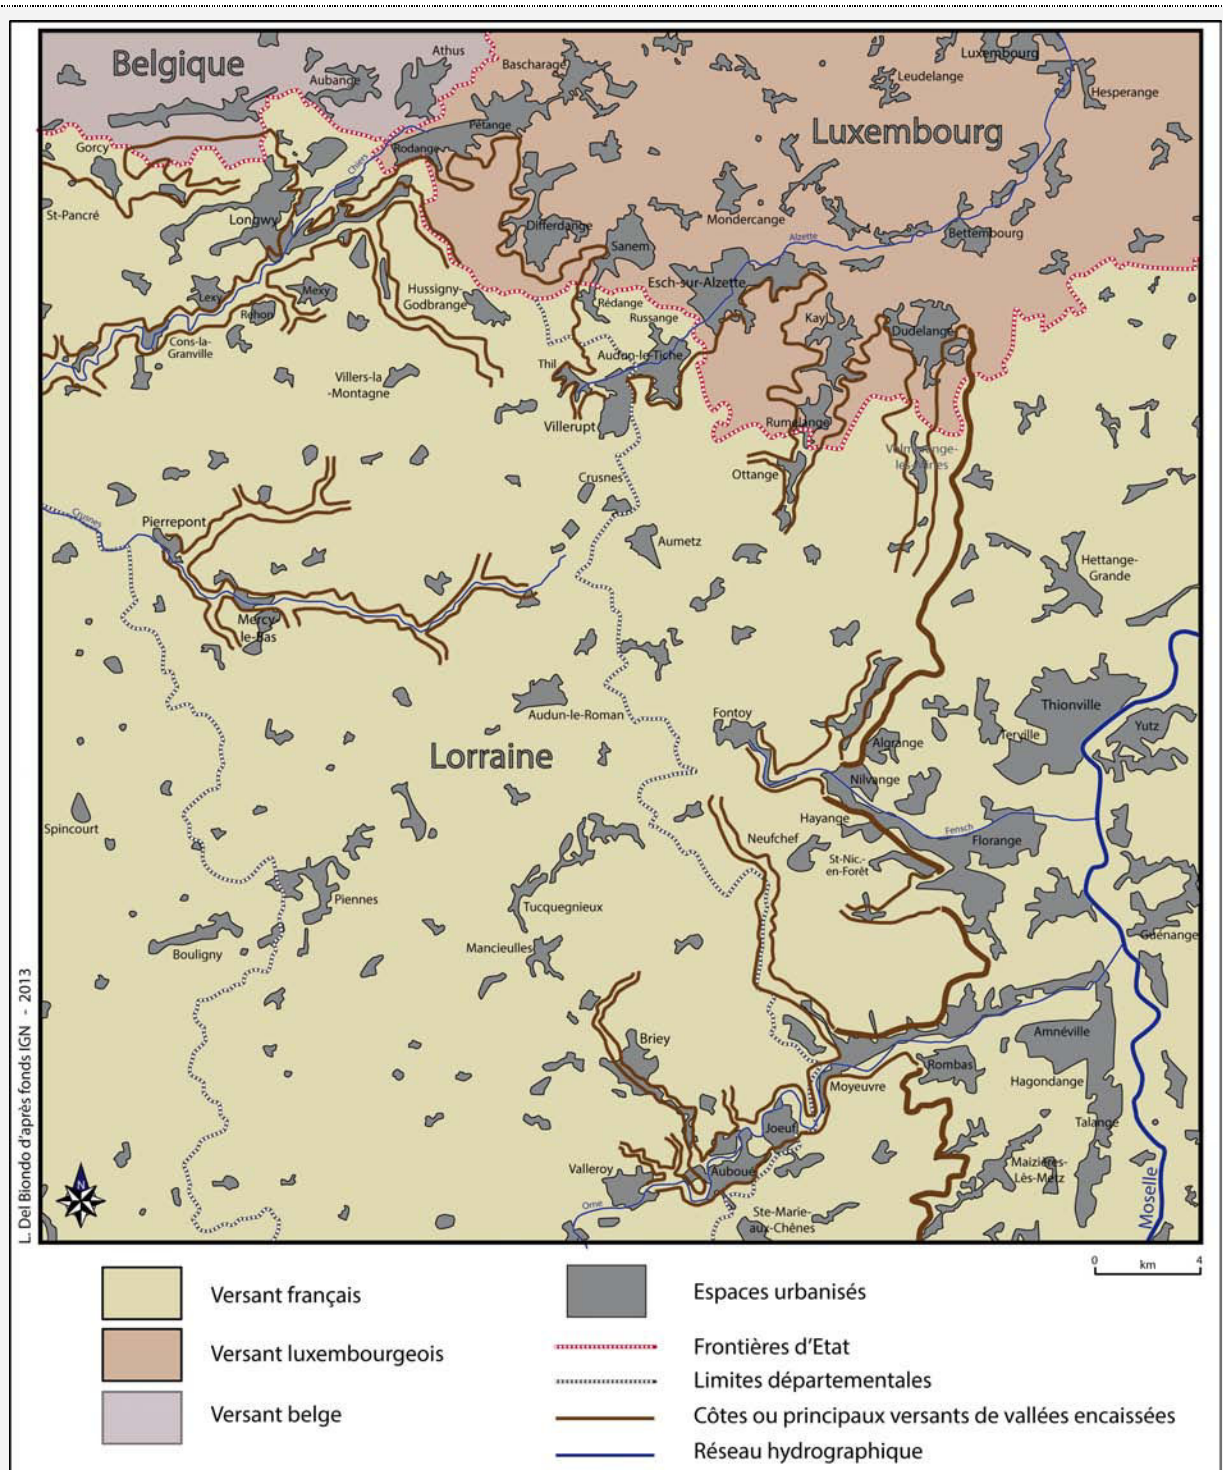 Belgique
Athus
Aubange
Bascharage
Luxembourg
Leudelange
Hesperange
Pétange
Luxembourg
Gorcy
Rodange
Chiers
St-Pancré
Longwy
Differdange
Mondercange
Sanem
Alzette
Bettembourg
Esch-sur-Alzette
Lexy
Mexy
Hussigny-
Godbrange
Rédange
Russange
Kayl
Dudelange
Réhon
Cons-la-
Granville
Thil
Audun-le-Tiche
Villers-la
-Montagne
Villerupt
Rumelange
Volmerange-
les-Mines
Ottange
Crusnes
Crusnes
Pierrepont
Aumetz
Hettange-
Grande
Mercy-
le-Bas
Audun-le-Roman
Fontoy
Thionville
Yutz
Terville
Algrange
Lorraine
Nilvange
Spincourt
Hayange
Fensch
Neufchef
Florange
St-Nic.-
en-Forêt
Piennes
Tucquegnieux
Guénange
Bouligny
Mancieulles
Briey
Amnéville
Rombas
Moyeuvre
Hagondange
Joeuf
Talange
Valleroy
Auboué
Maizières-
Lès-Metz
Orne
Ste-Marie-
aux-Chênes
Moselle
N
L. Del Biondo d'après fonds IGN - 2013
0 km 4
Versant français
Versant luxembourgeois
Versant belge
Espaces urbanisés
Frontières d'Etat
Limites départementales
Côtes ou principaux versants de vallées encaissées
Réseau hydrographique